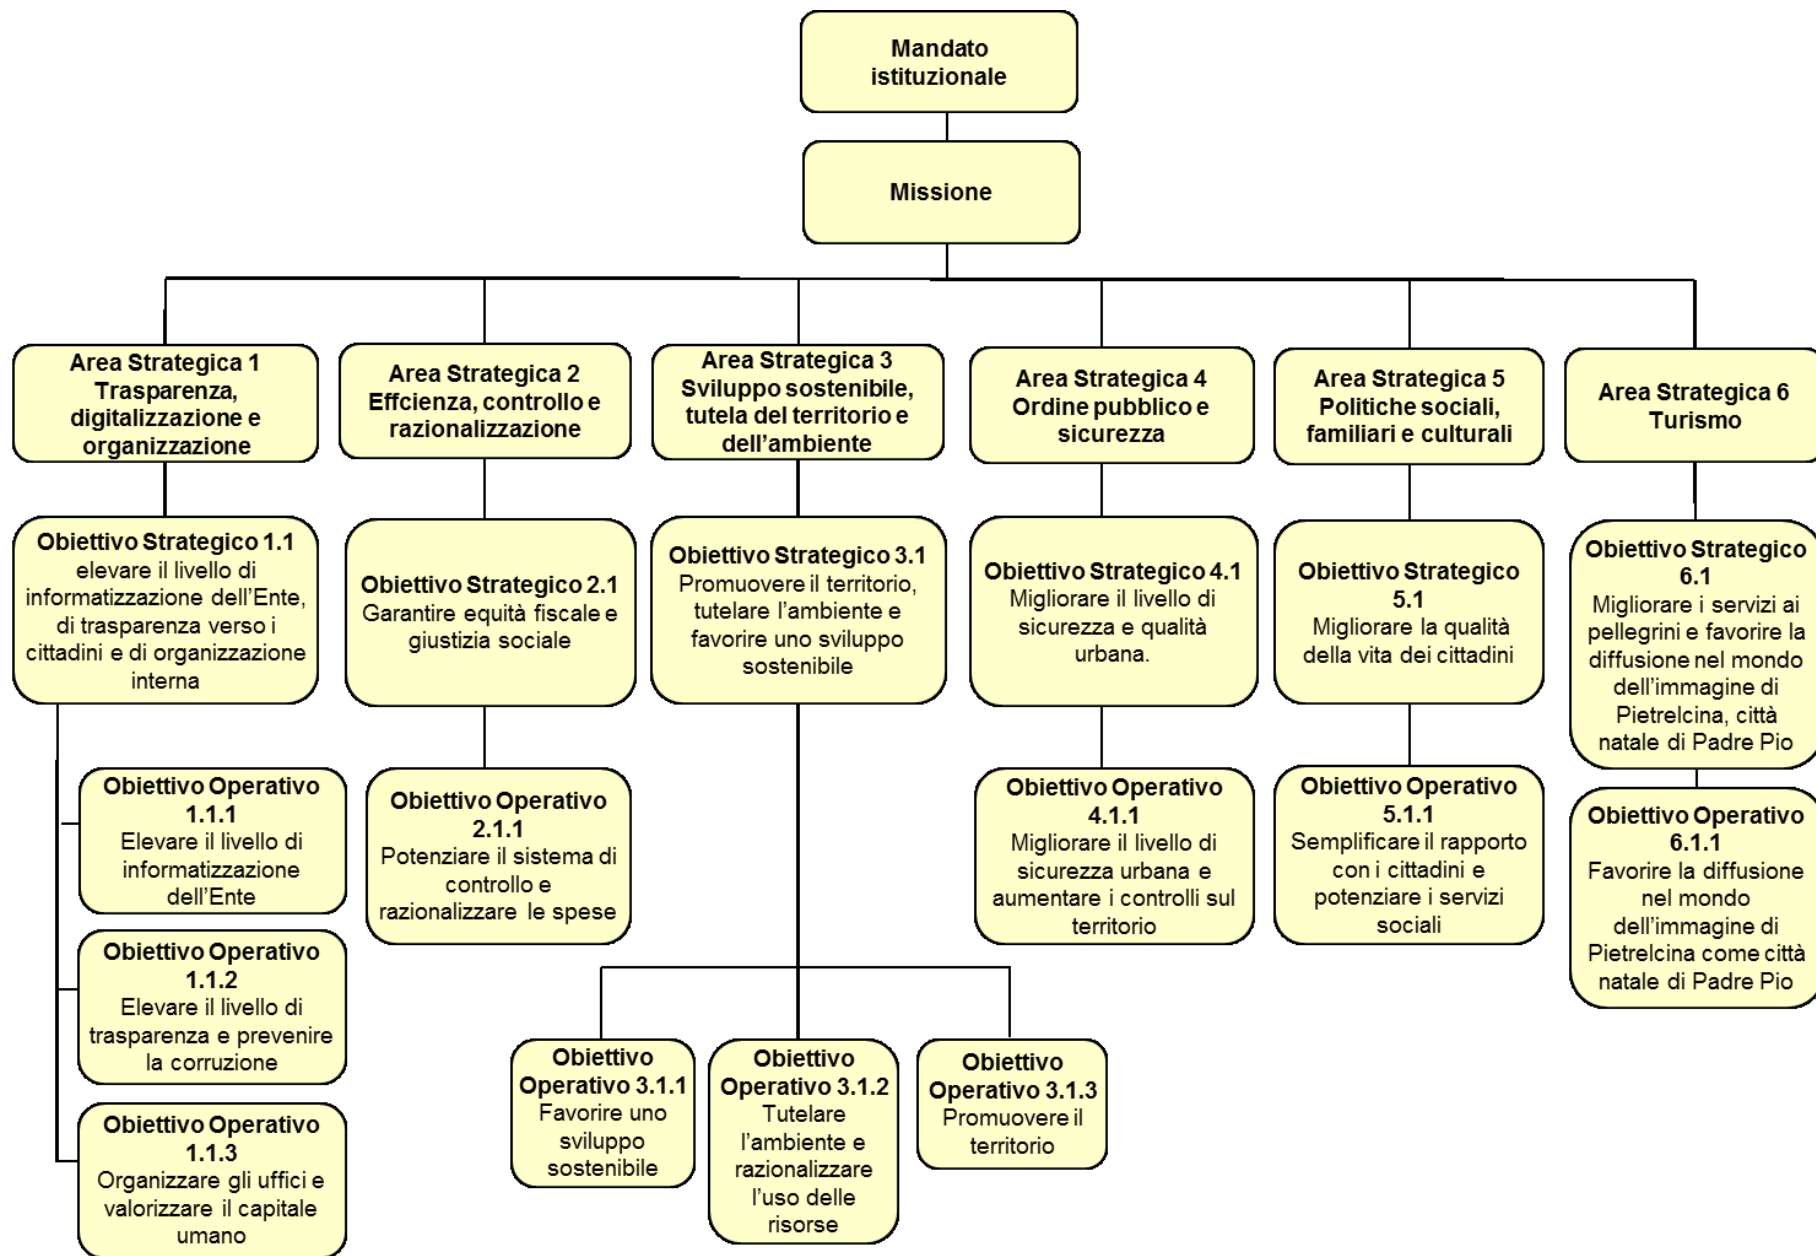 Mandato
istituzionale
Missione
Area Strategica 1
Trasparenza,
digitalizzazione e
organizzazione
Area Strategica 2
Effcienza, controllo e
razionalizzazione
Area Strategica 3
Sviluppo sostenibile,
tutela del territorio e
dell’ambiente
Area Strategica 4
Ordine pubblico e
sicurezza
Area Strategica 5
Politiche sociali,
familiari e culturali
Area Strategica 6
Turismo
Obiettivo Strategico 1.1
elevare il livello di
informatizzazione dell’Ente,
di trasparenza verso i
cittadini e di organizzazione
interna
Obiettivo Strategico 2.1
Garantire equità fiscale e
giustizia sociale
Obiettivo Strategico 3.1
Promuovere il territorio,
tutelare l’ambiente e
favorire uno sviluppo
sostenibile
Obiettivo Strategico 4.1
Migliorare il livello di
sicurezza e qualità
urbana.
Obiettivo Strategico
5.1
Migliorare la qualità
della vita dei cittadini
Obiettivo Strategico
6.1
Migliorare i servizi ai
pellegrini e favorire la
diffusione nel mondo
dell’immagine di
Pietrelcina, città
natale di Padre Pio
Obiettivo Operativo
1.1.1
Elevare il livello di
informatizzazione
dell’Ente
Obiettivo Operativo
1.1.2
Elevare il livello di
trasparenza e prevenire
la corruzione
Obiettivo Operativo
1.1.3
Organizzare gli uffici e
valorizzare il capitale
umano
Obiettivo Operativo
2.1.1
Potenziare il sistema di
controllo e
razionalizzare le spese
Obiettivo
Operativo 3.1.1
Favorire uno
sviluppo
sostenibile
Obiettivo
Operativo 3.1.2
Tutelare
l’ambiente e
razionalizzare
l’uso delle
risorse
Obiettivo
Operativo 3.1.3
Promuovere il
territorio
Obiettivo Operativo
4.1.1
Migliorare il livello di
sicurezza urbana e
aumentare i controlli sul
territorio
Obiettivo Operativo
5.1.1
Semplificare il rapporto
con i cittadini e
potenziare i servizi
sociali
Obiettivo Operativo
6.1.1
Favorire la diffusione
nel mondo
dell’immagine di
Pietrelcina come città
natale di Padre Pio